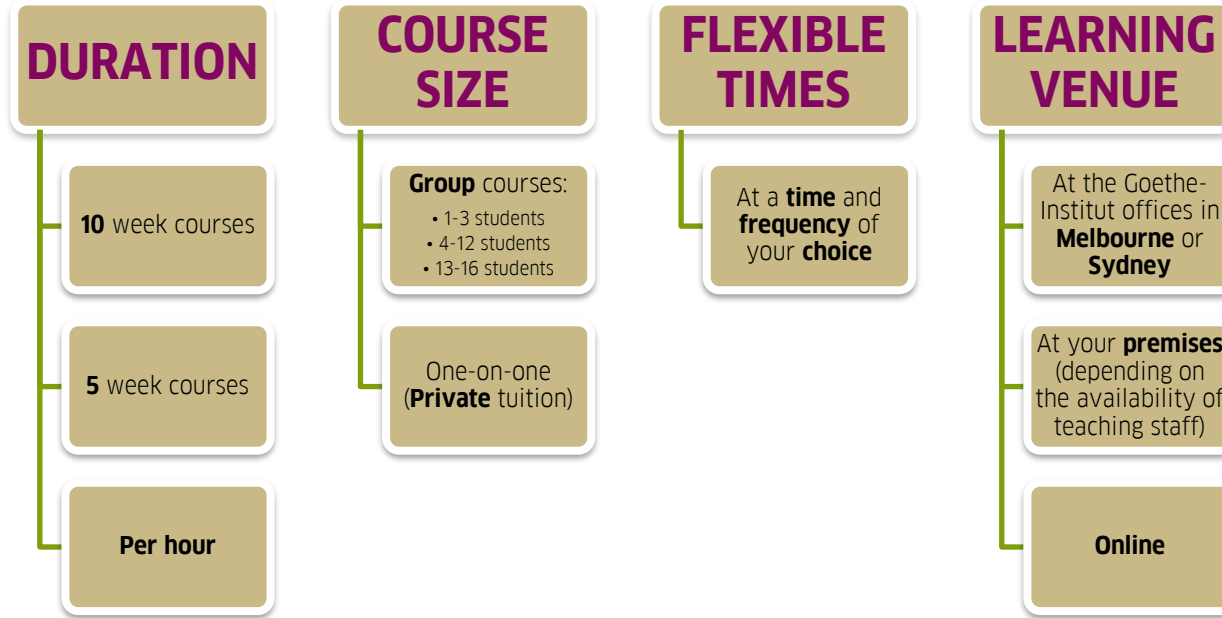 DURATION
10 week courses
5 week courses
Per hour
COURSE
SIZE
Group courses:
• 1-3 students
• 4-12 students
• 13-16 students
One-on-one
(Private tuition)
FLEXIBLE
TIMES
At a time and
frequency of
your choice
LEARNING
VENUE
At the Goethe-
Institut offices in
Melbourne or
Sydney
At your premises
(depending on
the availability of
teaching staff)
Online